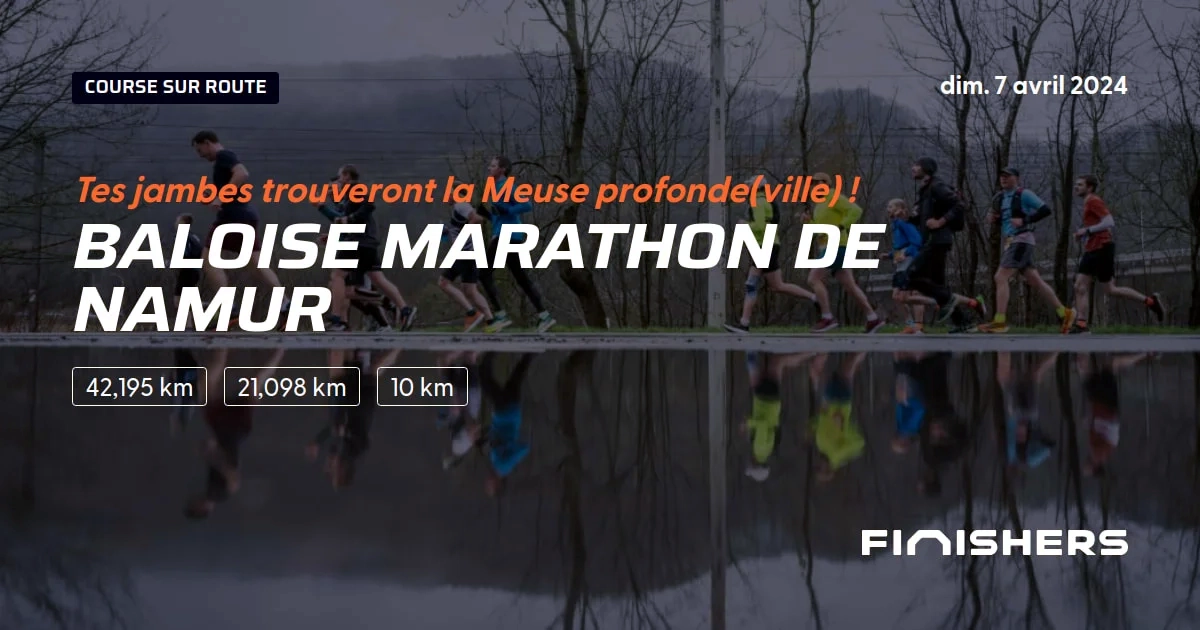 COURSE SUR ROUTE
dim. 7 avril 2024
Tes jambes trouveront la Meuse profonde(ville) !
BALOISE MARATHON DE
NAMUR
42,195 km
21,098 km
10 km
FINISHERS